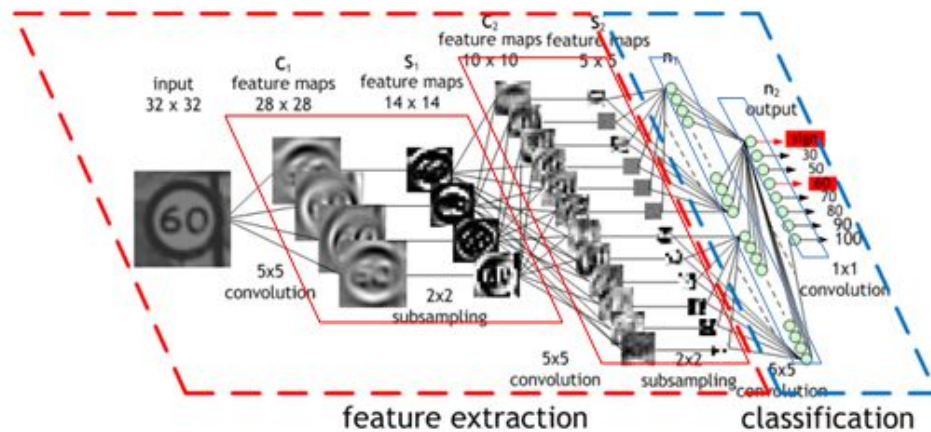 input
32 x 32
C1
feature maps
28 x 28
S1
feature maps
14 x 14
C2
feature maps
10 x 10
S2
feature maps
5 x 5
n1
n2
output
sign
30
50
60
70
80
90
100
60
5x5
convolution
2x2
subsampling
5x5
convolution
2x2
subsampling
convolution
1x1
convolution
feature extraction
classification